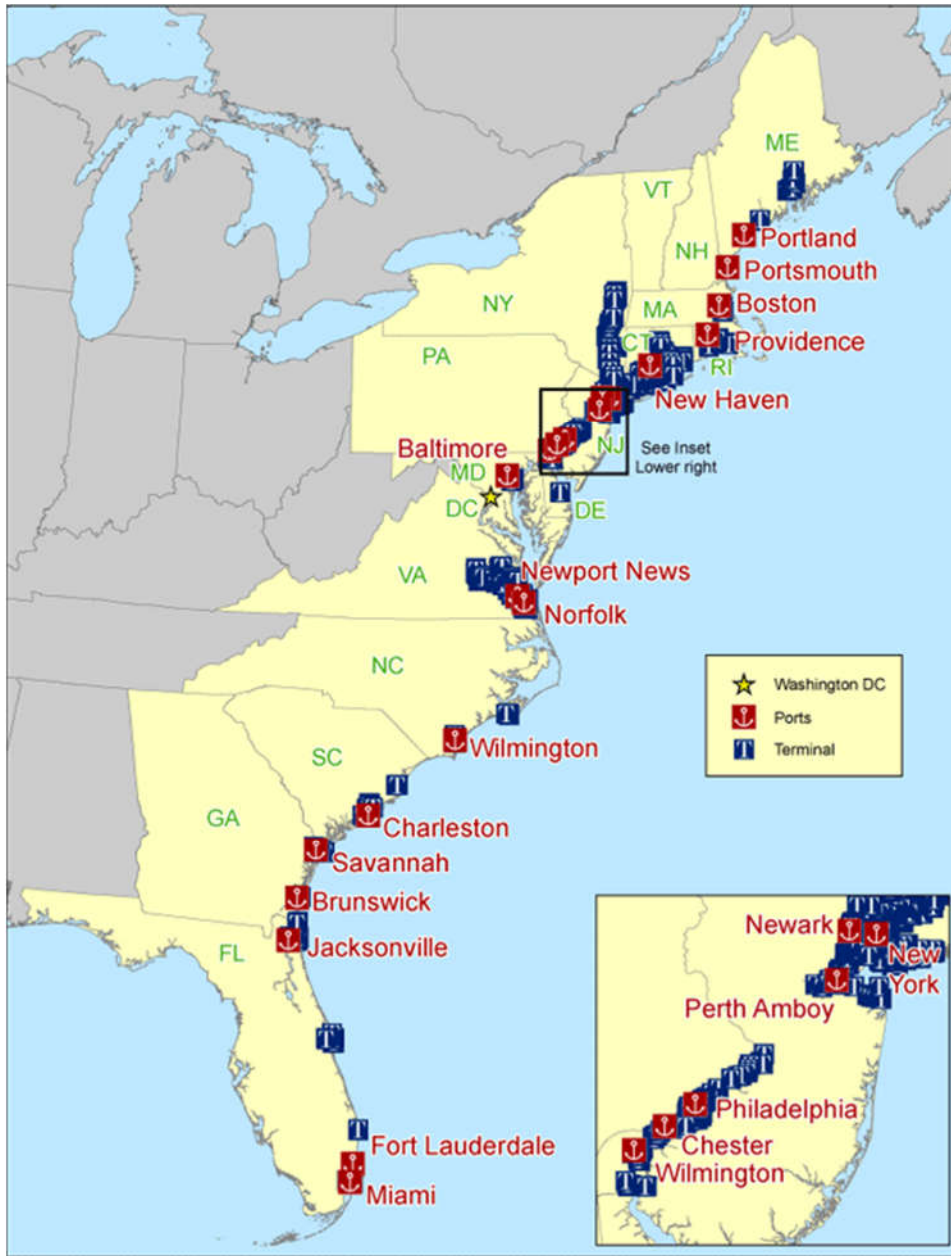 ME
VT
Portland
NH
Portsmouth
NY
MA
Boston
CT
Providence
PA
RI
New Haven
NJ
Baltimore
See Inset
Lower right
MD
DC
DE
VA
Newport News
Norfolk
NC
Washington DC
Ports
Terminal
Wilmington
SC
GA
Charleston
Savannah
Brunswick
Jacksonville
FL
Fort Lauderdale
Miami
Newark
New
York
Perth Amboy
Philadelphia
Chester
Wilmington